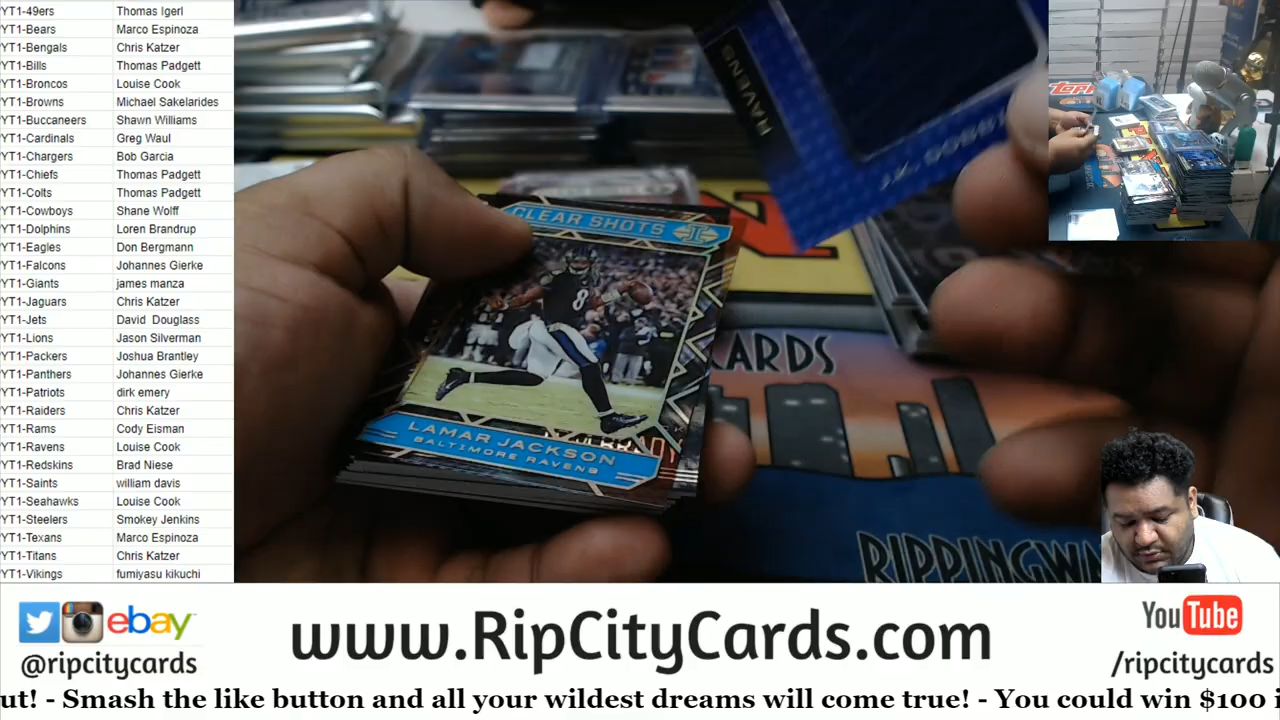 YT1-49ers Thomas Igerl
YT1-Bears Marco Espinoza
YT1-Bengals Chris Katzer
YT1-Bills Thomas Padgett
YT1-Broncos Louise Cook
YT1-Browns Michael Sakelarides
YT1-Buccaneers Shawn Williams
YT1-Cardinals Greg Waul
YT1-Chargers Bob Garcia
YT1-Chiefs Thomas Padgett
YT1-Colts Thomas Padgett
YT1-Cowboys Shane Wolff
YT1-Dolphins Loren Brandrup
YT1-Eagles Don Bergmann
YT1-Falcons Johannes Gierke
YT1-Giants james manza
YT1-Jaguars Chris Katzer
YT1-Jets David Douglass
YT1-Lions Jason Silverman
YT1-Packers Joshua Brantley
YT1-Panthers Johannes Gierke
YT1-Patriots dirk emery
YT1-Raiders Chris Katzer
YT1-Rams Cody Eisman
YT1-Ravens Louise Cook
YT1-Redskins Brad Niese
YT1-Saints william davis
YT1-Seahawks Louise Cook
YT1-Steelers Smokey Jenkins
YT1-Texans Marco Espinoza
YT1-Titans Chris Katzer
YT1-Vikings fumiyasu kikuchi
RAVENS
CLEAR SHOTS
8
LAMAR JACKSON
BALTIMORE RAVENS
CARDS
TOPPS
ebay
@ripcitycards
www.RipCityCards.com
YouTube
/ripcitycards
ut! - Smash the like button and all your wildest dreams will come true! - You could win $100 i